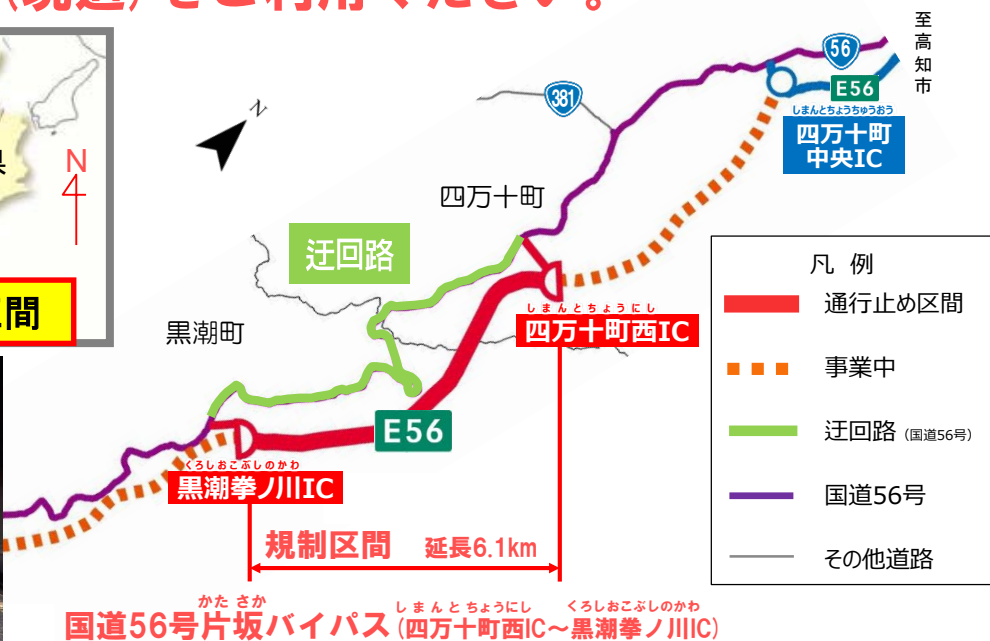 (現道)をご利用ください。
至高知市
56
E56
しまんとちょうちゅうおう
四万十町
中央IC
381
N
N
四万十町
迂回路
間
黒潮町
しまんとちょうにし
四万十町西IC
E56
くろしおこぶしのかわ
黒潮拳ノ川IC
規制区間 延長6.1km
凡 例
通行止め区間
事業中
迂回路 (国道56号)
国道56号
その他道路
かたさか しまんとちょうにし くろしおこぶしのかわ
国道56号片坂バイパス(四万十町西IC～黒潮拳ノ川IC)